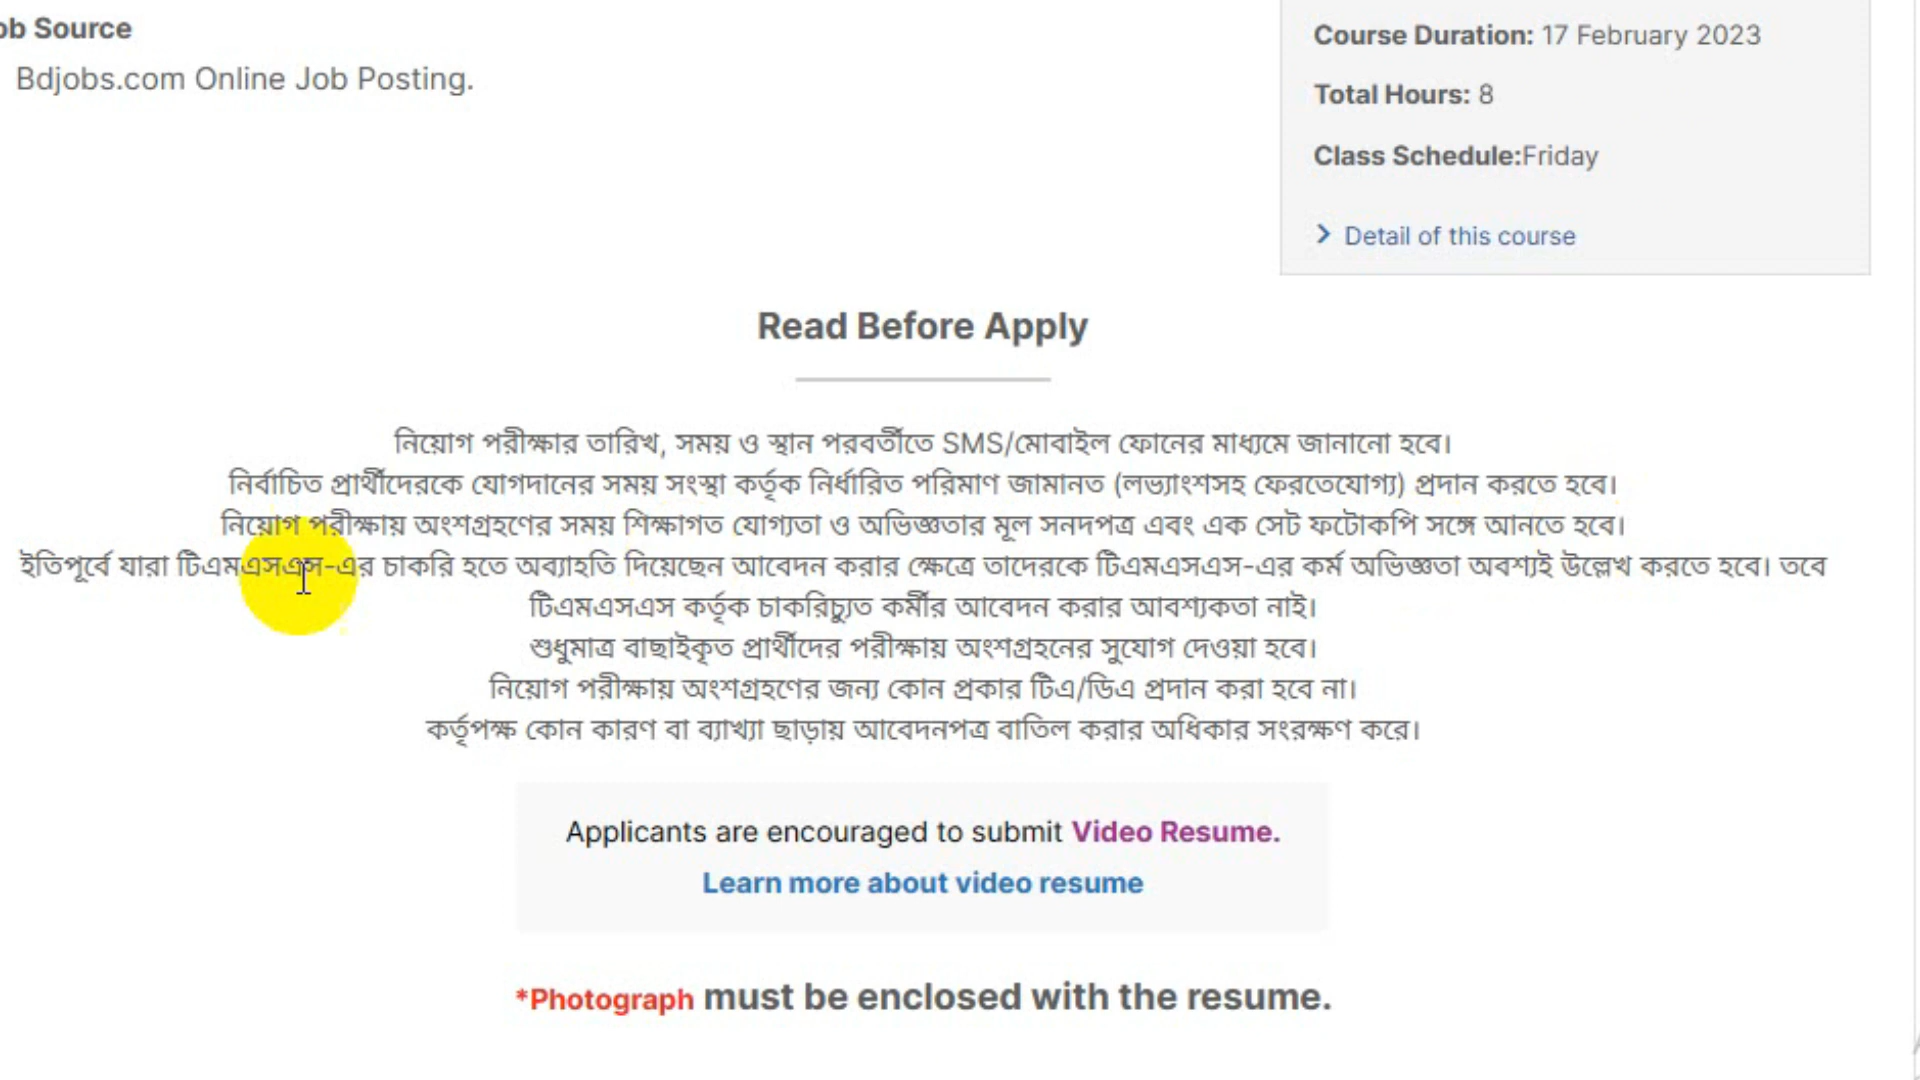 ob Source
Bdjobs.com Online Job Posting.
Course Duration: 17 February 2023
Total Hours: 8
Class Schedule:Friday
Detail of this course
Read Before Apply
নিয়োগ পরীক্ষার তারিখ, সময় ও স্থান পরবর্তীতে SMS/মোবাইল ফোনের মাধ্যমে জানানো হবে।
নির্বাচিত প্রার্থীদেরকে যোগদানের সময় সংস্থা কর্তৃক নির্ধারিত পরিমাণ জামানত (লভ্যাংশসহ ফেরতেযোগ্য) প্রদান করতে হবে।
নিয়োগ পরীক্ষায় অংশগ্রহণের সময় শিক্ষাগত যোগ্যতা ও অভিজ্ঞতার মূল সনদপত্র এবং এক সেট ফটোকপি সঙ্গে আনতে হবে।
ইতিপূর্বে যারা টিএমএসএস-এর চাকরি হতে অব্যাহতি দিয়েছেন আবেদন করার ক্ষেত্রে তাদেরকে টিএমএসএস-এর কর্ম অভিজ্ঞতা অবশ্যই উল্লেখ করতে হবে। তবে
টিএমএসএস কর্তৃক চাকরিচ্যুত কর্মীর আবেদন করার আবশ্যকতা নাই।
শুধুমাত্র বাছাইকৃত প্রার্থীদের পরীক্ষায় অংশগ্রহনের সুযোগ দেওয়া হবে।
নিয়োগ পরীক্ষায় অংশগ্রহণের জন্য কোন প্রকার টিএ/ডিএ প্রদান করা হবে না।
কর্তৃপক্ষ কোন কারণ বা ব্যাখ্যা ছাড়ায় আবেদনপত্র বাতিল করার অধিকার সংরক্ষণ করে।
Applicants are encouraged to submit Video Resume.
Learn more about video resume
*Photograph must be enclosed with the resume.